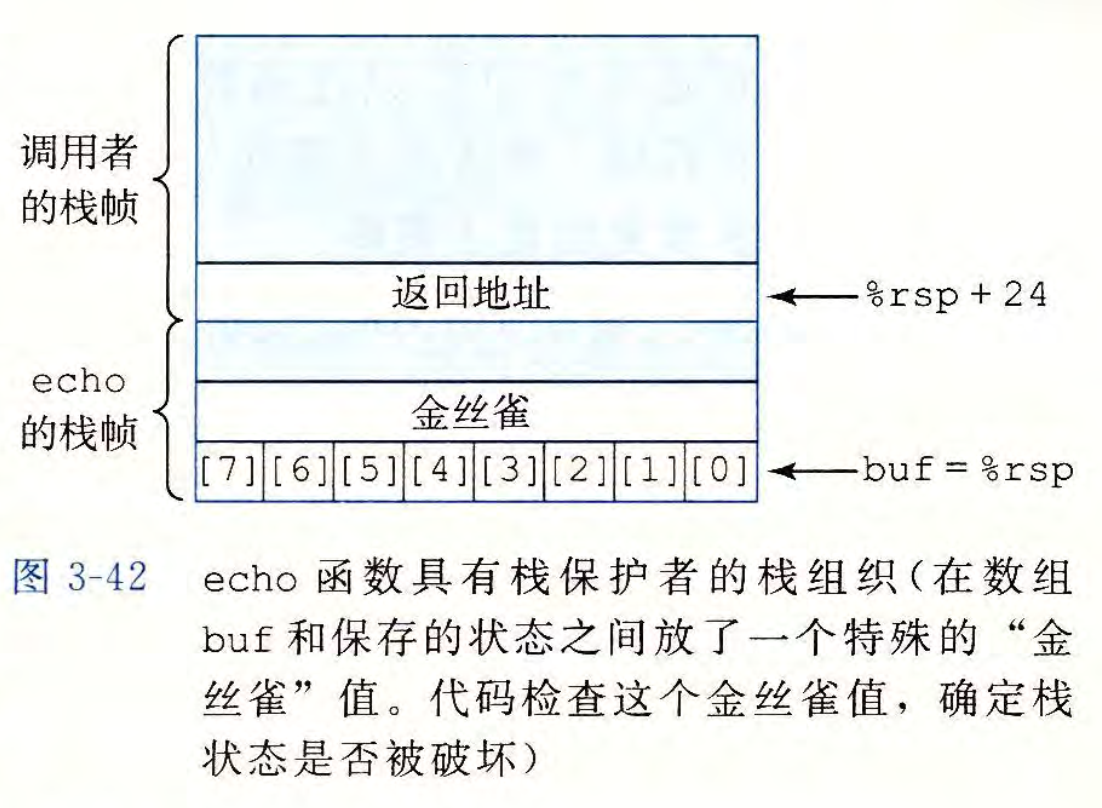 调用者
的栈帧
返回地址
%rsp + 24
echo
的栈帧
金丝雀
[7][6][5][4][3][2][1][0]
buf = %rsp
图 3-42 echo 函数具有栈保护者的栈组织(在数组
buf 和保存的状态之间放了一个特殊的“金
丝雀”值。代码检查这个金丝雀值，确定栈
状态是否被破坏)